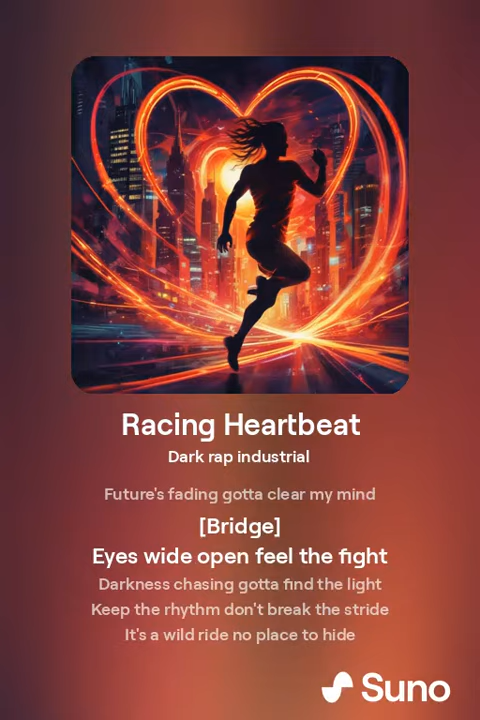 Racing Heartbeat
Dark rap industrial
Future's fading gotta clear my mind
[Bridge]
Eyes wide open feel the fight
Darkness chasing gotta find the light
Keep the rhythm don't break the stride
It's a wild ride no place to hide
Suno